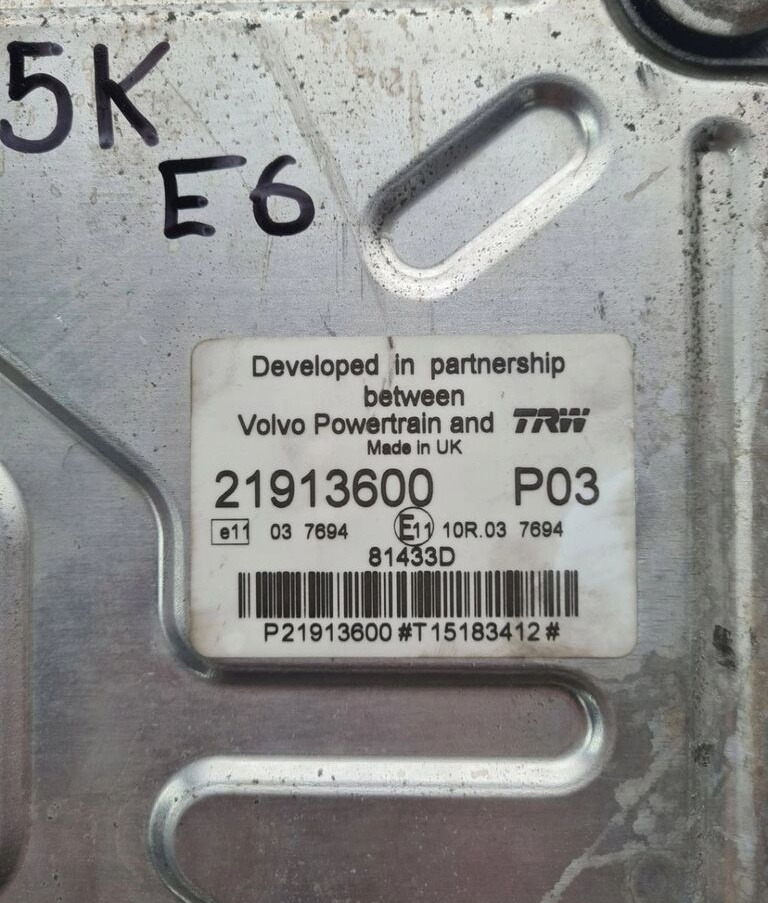 5K
E6
Developed in partnership
between
Volvo Powertrain and TRW
Made in UK
21913600 P03
e11 03 7694 E11 10R.03 7694
81433D
P21913600#T15183412#